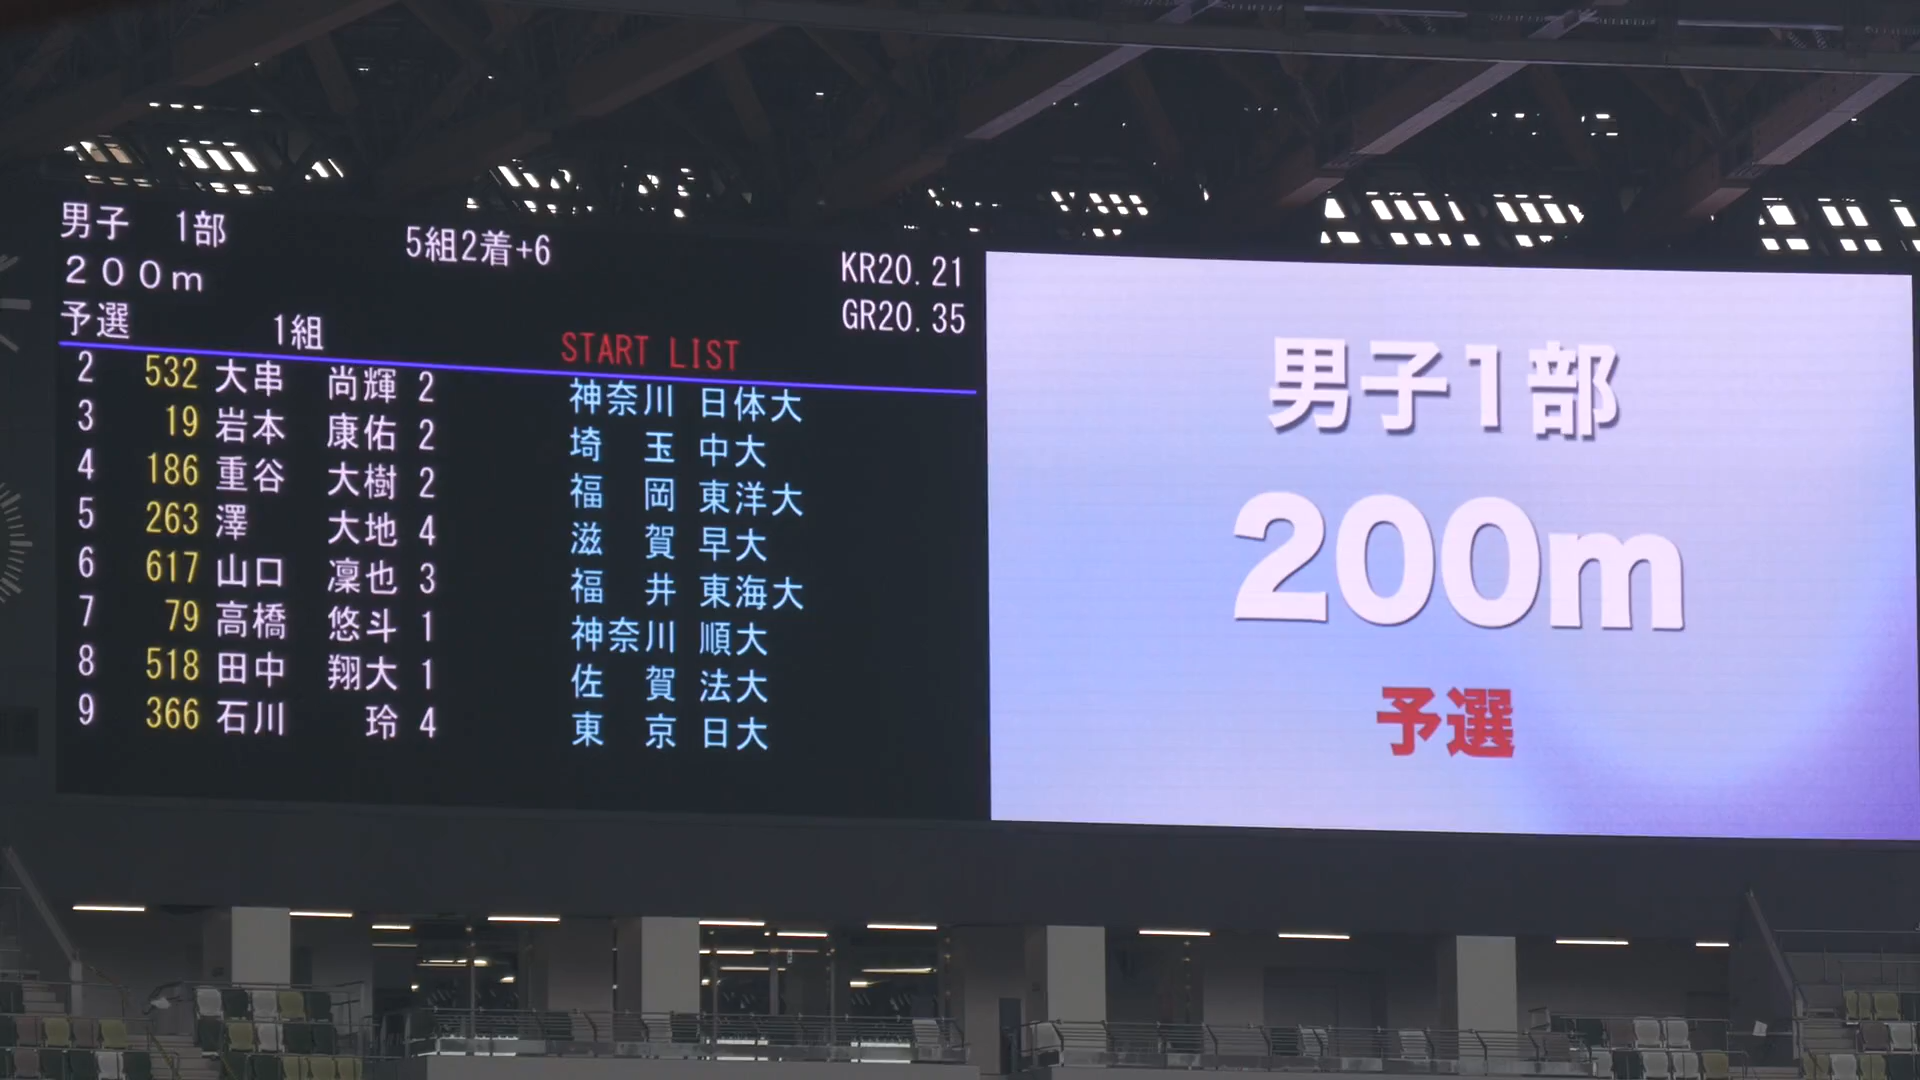 男子 1部
5組2着+6
KR20.21
200m
GR20.35
予選 1組
START LIST
2 532 大串 尚輝 2 神奈川 日体大
3 19 岩本 康佑 2 埼玉 中大
4 186 重谷 大樹 2 福岡 東洋大
5 263 澤 大地 4 滋賀 早大
6 617 山口 凜也 3 福井 東海大
7 79 高橋 悠斗 1 神奈川 順大
8 518 田中 翔大 1 佐賀 法大
9 366 石川 玲 4 東京 日大
男子1部
200m
予選